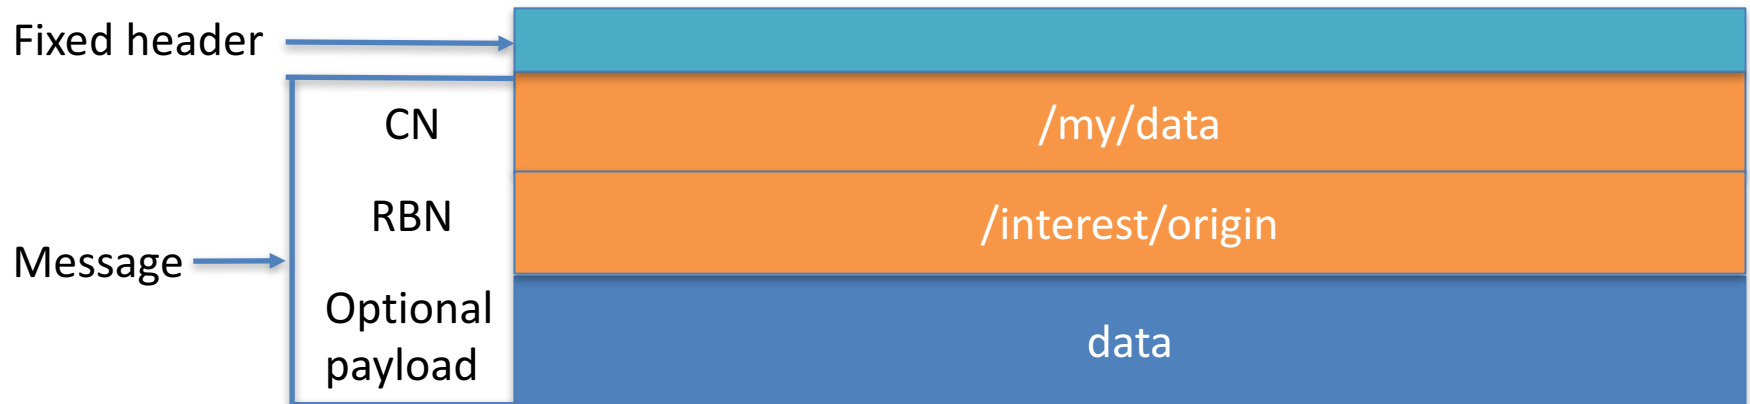 Fixed header
CN
/my/data
RBN
/interest/origin
Message
Optional
payload
data